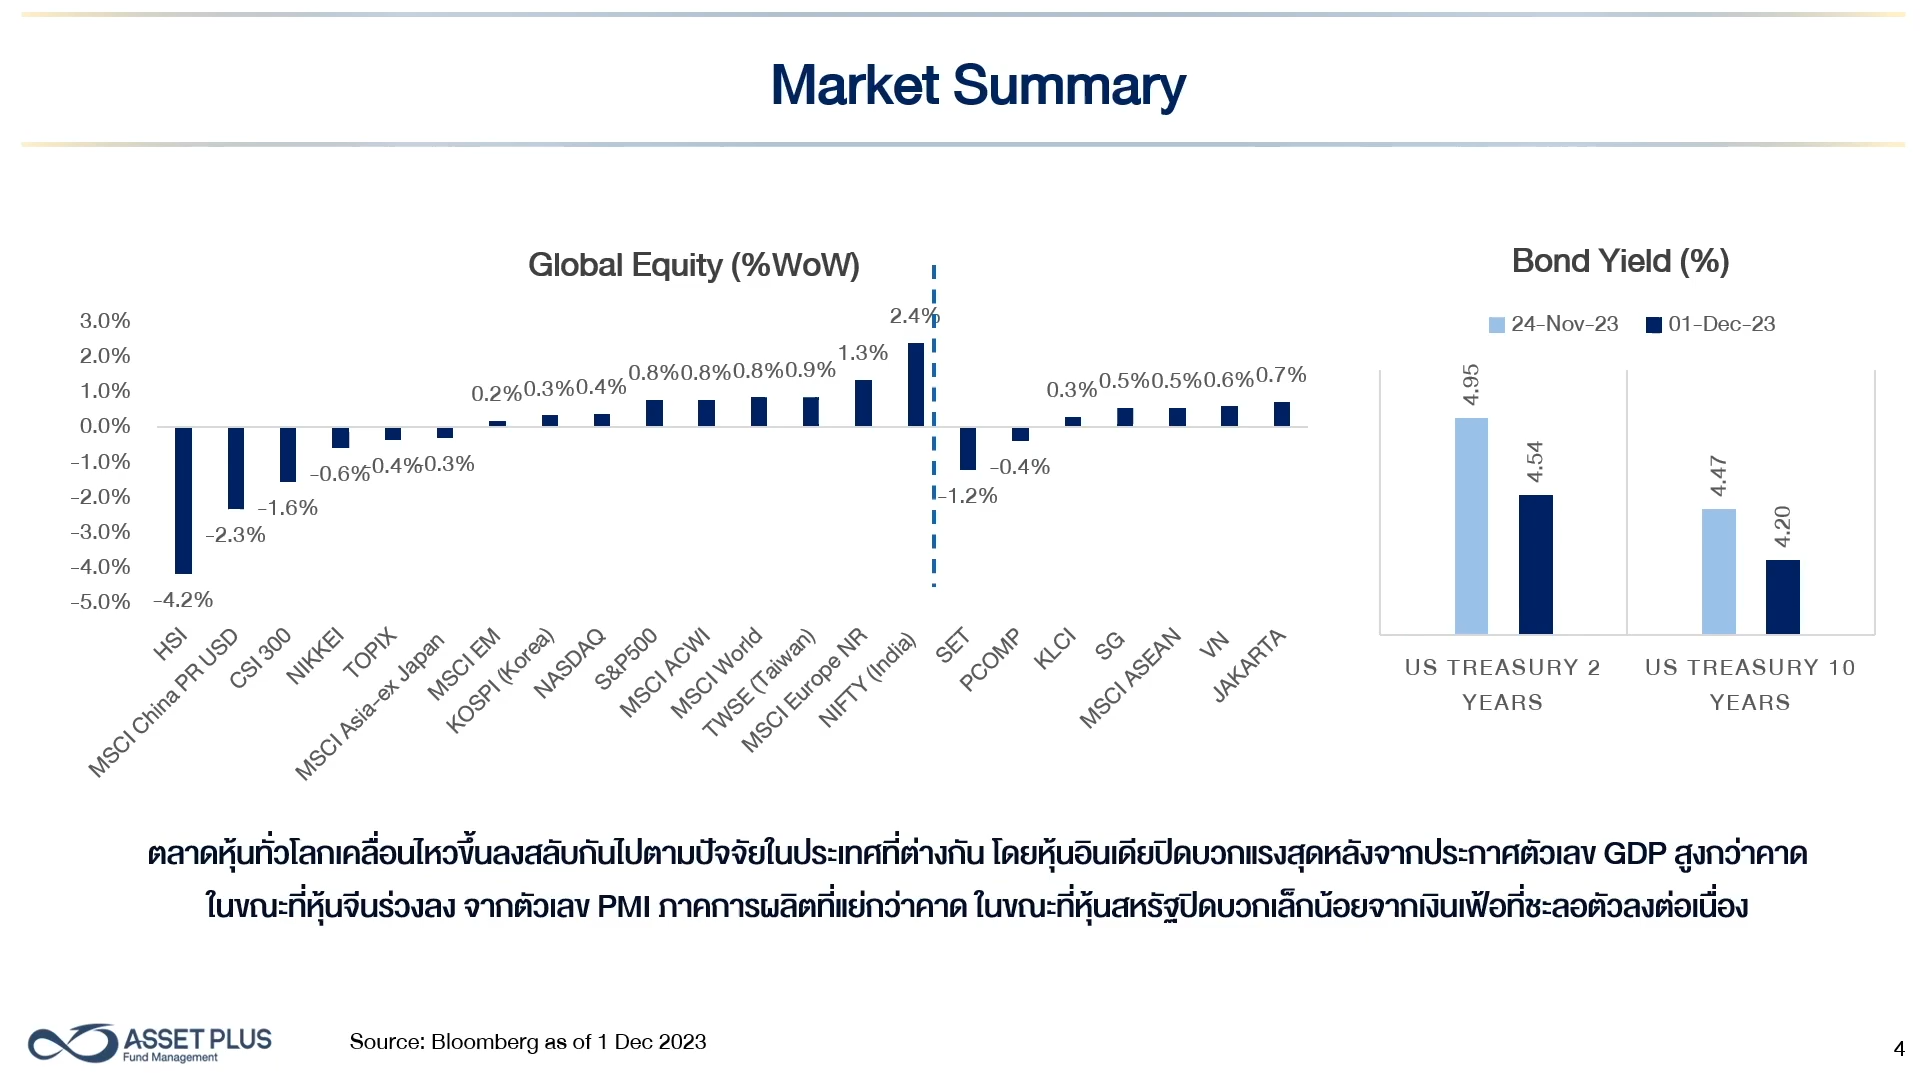 Market Summary
Global Equity (%WoW)
3.0%
2.0%
1.0%
0.0%
-1.0%
-2.0%
-3.0%
-4.0%
-5.0%
-4.2%
-2.3%
-1.6%
-0.6%
-0.4%
-0.3%
0.2%
0.3%
0.4%
0.8%
0.8%
0.8%
0.9%
1.3%
2.4%
-1.2%
-0.4%
0.3%
0.5%
0.5%
0.6%
0.7%
HSI
MSCI China PR USD
CSI 300
NIKKEI
TOPIX
MSCI Asia-ex Japan
MSCI EM
KOSPI (Korea)
NASDAQ
S&P500
MSCI ACWI
MSCI World
TWSE (Taiwan)
MSCI Europe NR
NIFTY (India)
SET
PCOMP
KLCI
SG
MSCI ASEAN
VN
JAKARTA
Bond Yield (%)
24-Nov-23
01-Dec-23
4.95
4.54
4.47
4.20
US TREASURY 2
YEARS
US TREASURY 10
YEARS
ตลาดหุ้นทั่วโลกเคลื่อนไหวขึ้นลงสลับกันไปตามปัจจัยในประเทศที่ต่างกัน โดยหุ้นอินเดียปิดบวกแรงสุดหลังจากประกาศตัวเลข GDP สูงกว่าคาด
ในขณะที่หุ้นจีนร่วงลง จากตัวเลข PMI ภาคการผลิตที่แย่กว่าคาด ในขณะที่หุ้นสหรัฐปิดบวกเล็กน้อยจากเงินเฟ้อที่ชะลอตัวลงต่อเนื่อง
ASSET PLUS
Fund Management
Source: Bloomberg as of 1 Dec 2023
4